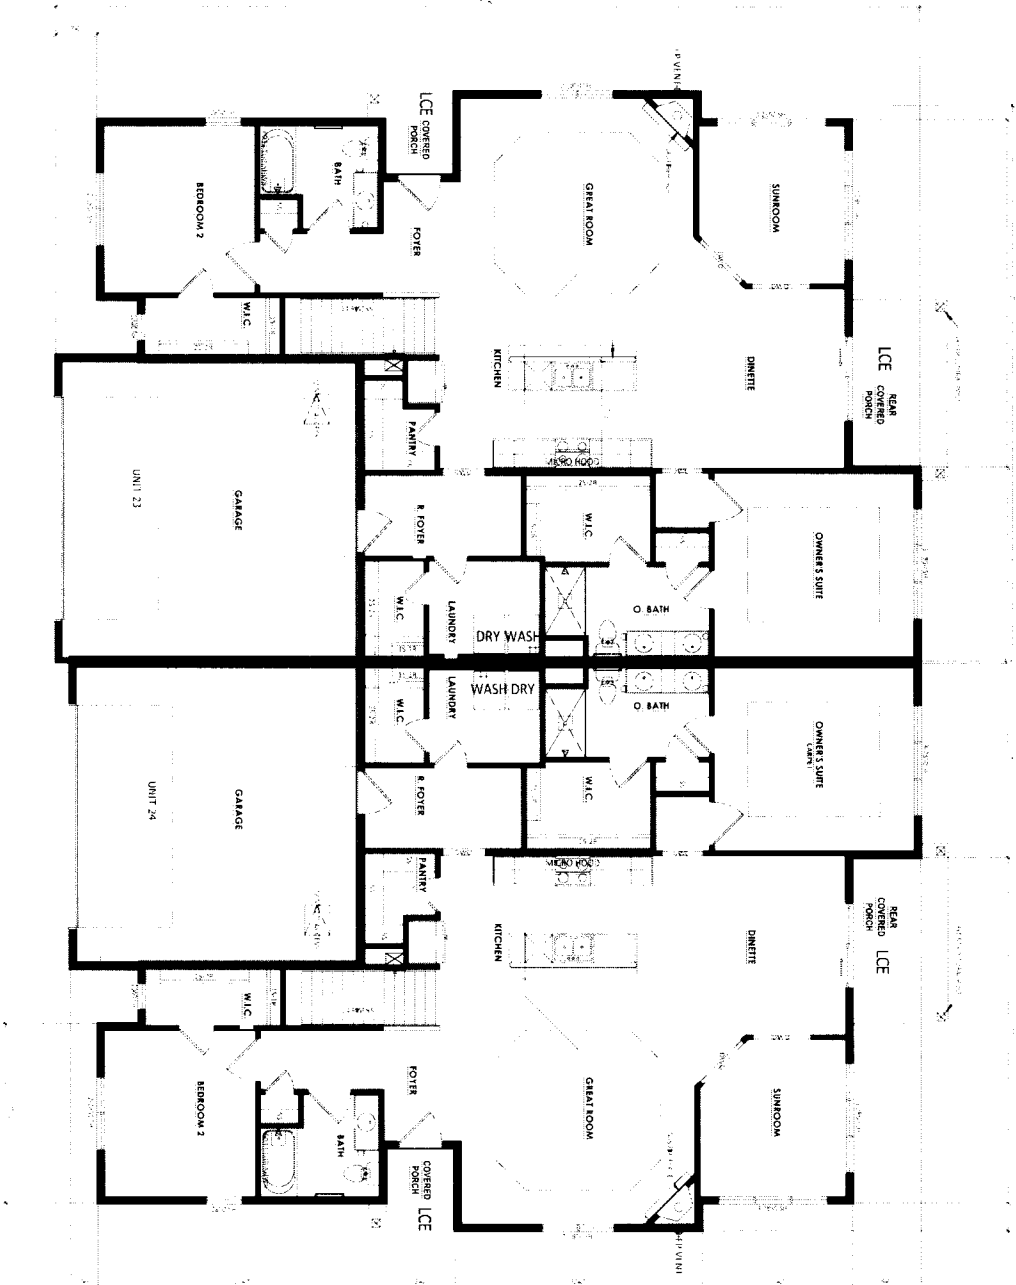 LCE
COVERED
PORCH
BEDROOM 2
BATH
FOYER
GREAT ROOM
SUNROOM
W.I.C.
KITCHEN
DINETTE
LCE
REAR
COVERED
PORCH
PANTRY
MICRO HOOD
UNIT 23
GARAGE
R. FOYER
W.I.C.
OWNER'S SUITE
W.I.C.
LAUNDRY
O. BATH
DRY WASH
WASH DRY
W.I.C.
LAUNDRY
O. BATH
OWNER'S SUITE
CARPET
UNIT 24
GARAGE
R. FOYER
W.I.C.
PANTRY
MICRO HOOD
KITCHEN
DINETTE
REAR
COVERED
PORCH
LCE
W.I.C.
BEDROOM 2
FOYER
BATH
GREAT ROOM
SUNROOM
COVERED
PORCH
LCE